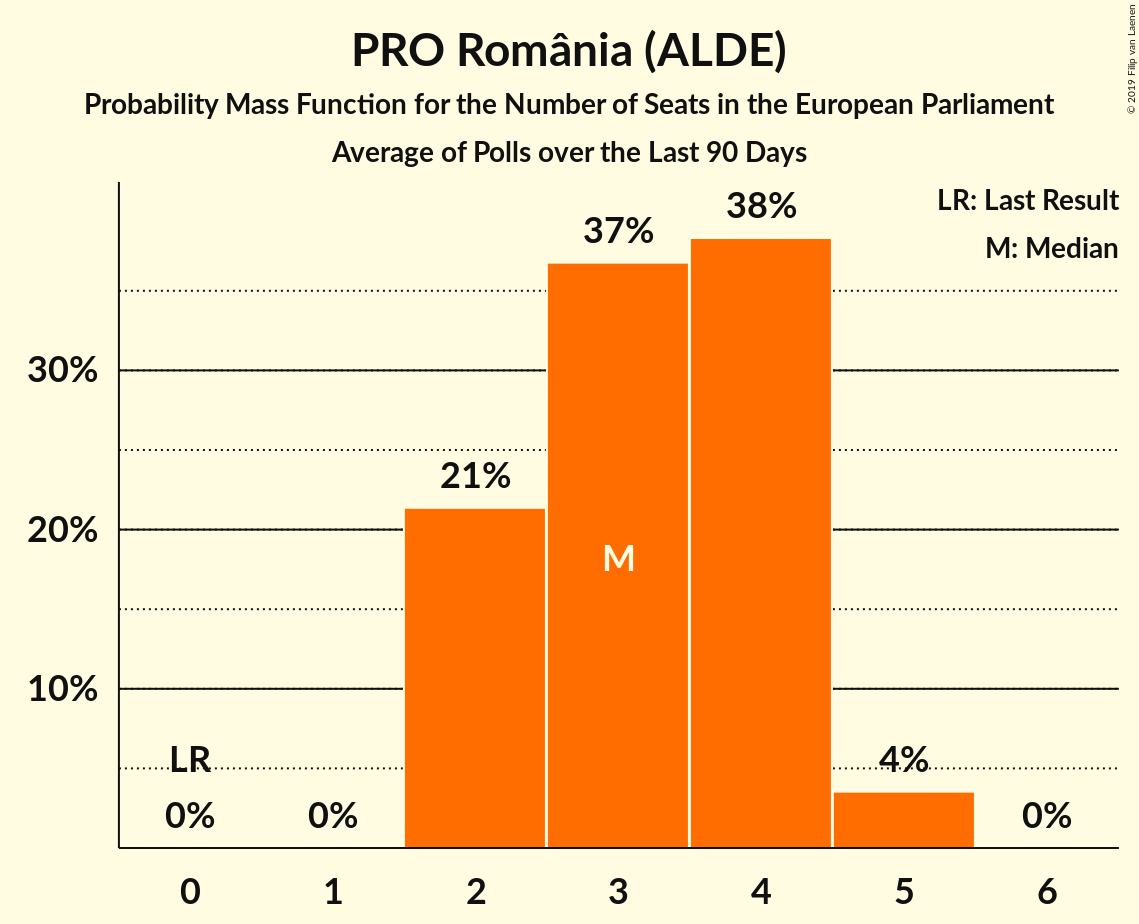 PRO România (ALDE)
Probability Mass Function for the Number of Seats in the European Parliament
Average of Polls over the Last 90 Days
© 2019 Filip van Laenen
LR: Last Result
M: Median
38%
37%
30%
21%
20%
M
10%
LR
4%
0%
0%
0%
0
1
2
3
4
5
6